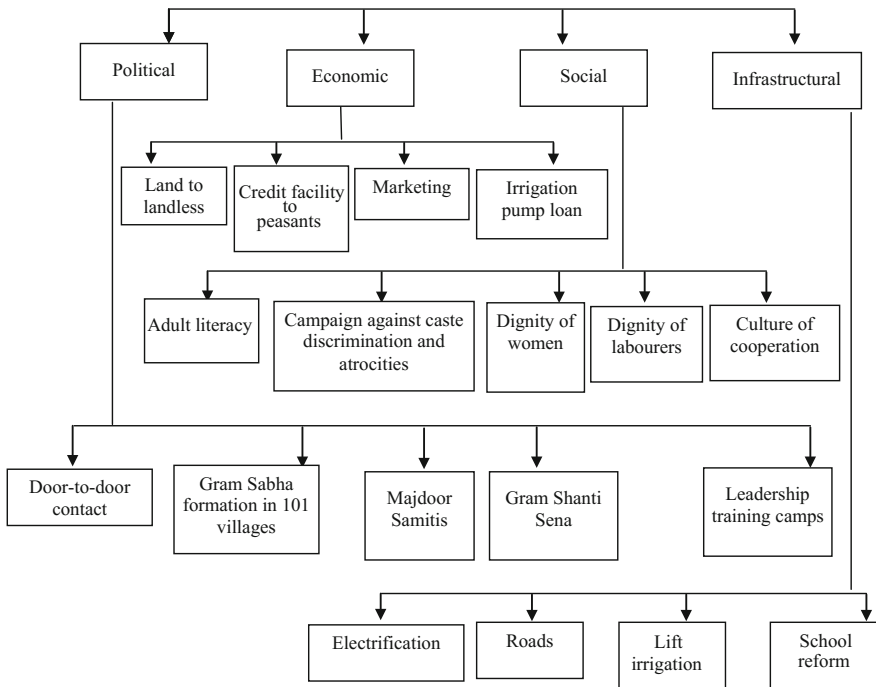 Political
Economic
Social
Infrastructural
Land to
landless
Credit facility
to
peasants
Marketing
Irrigation
pump loan
Adult literacy
Campaign against caste
discrimination and
atrocities
Dignity of
women
Dignity of
labourers
Culture of
cooperation
Door-to-door
contact
Gram Sabha
formation in 101
villages
Majdoor
Samitis
Gram Shanti
Sena
Leadership
training camps
Electrification
Roads
Lift
irrigation
School
reform